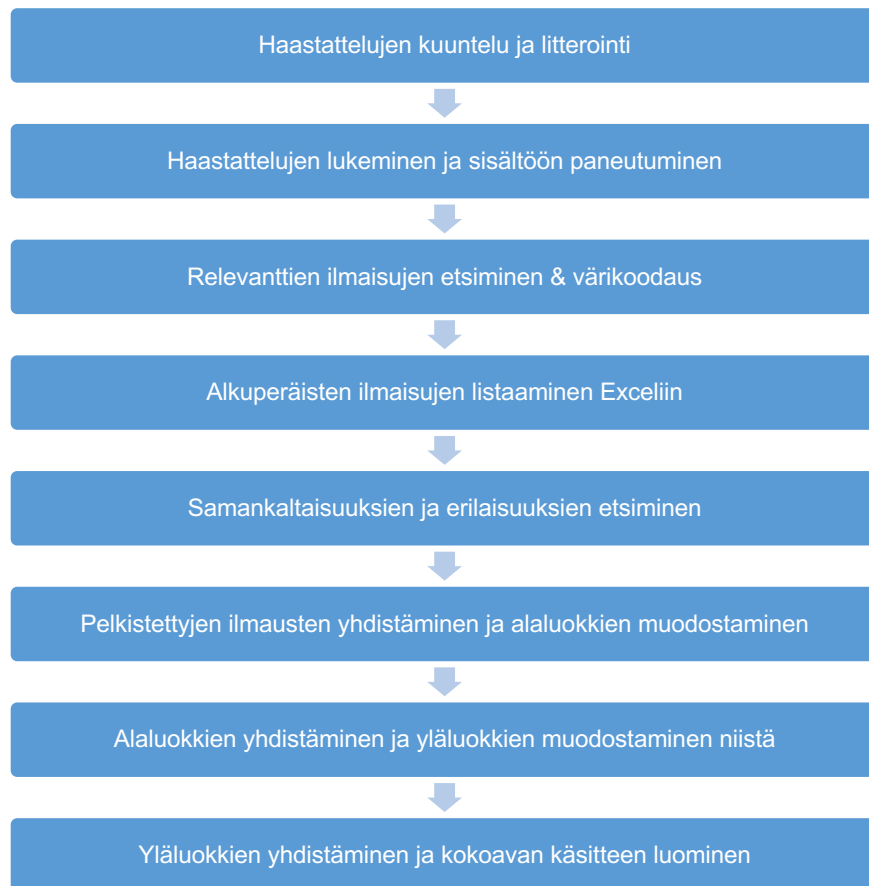 Haastattelujen kuuntelu ja litterointi
Haastattelujen lukeminen ja sisältöön paneutuminen
Relevanttien ilmaisujen etsiminen & värikoodaus
Alkuperäisten ilmaisujen listaaminen Exceliin
Samankaltaisuuksien ja erilaisuuksien etsiminen
Pelkistettyjen ilmausten yhdistäminen ja alaluokkien muodostaminen
Alaluokkien yhdistäminen ja yläluokkien muodostaminen niistä
Yläluokkien yhdistäminen ja kokoavan käsitteen luominen